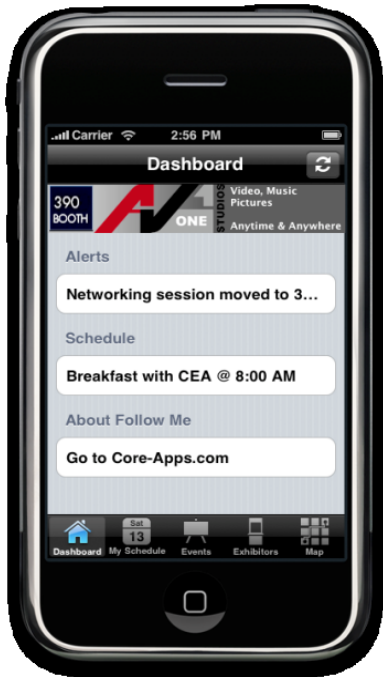 Carrier 2:56 PM
Dashboard
390
BOOTH
AV1
ONE
STUDIOS
Video, Music
Pictures
Anytime & Anywhere
Alerts
Networking session moved to 3...
Schedule
Breakfast with CEA @ 8:00 AM
About Follow Me
Go to Core-Apps.com
Sat
13
Dashboard My Schedule Events Exhibitors Map